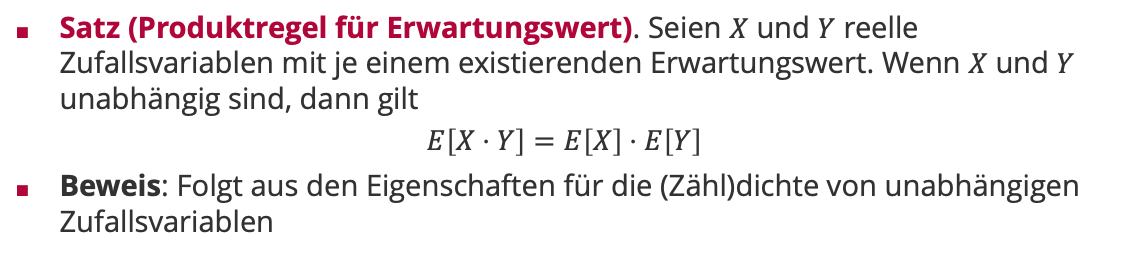 ▪ Satz (Produktregel für Erwartungswert). Seien X und Y reelle
Zufallsvariablen mit je einem existierenden Erwartungswert. Wenn X und Y
unabhängig sind, dann gilt
E[X · Y] = E[X] · E[Y]
▪ Beweis: Folgt aus den Eigenschaften für die (Zähl)dichte von unabhängigen
Zufallsvariablen